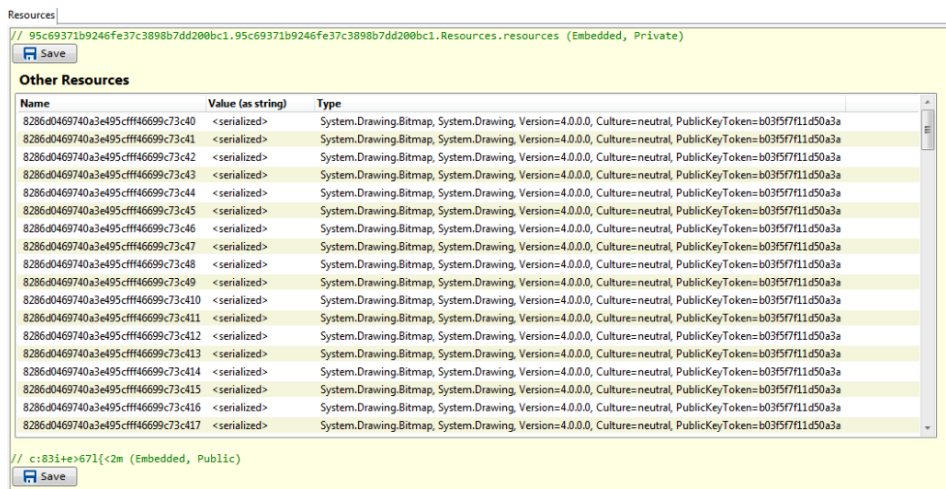 Resources
// 95c69371b9246fe37c3898b7dd200bc1.95c69371b9246fe37c3898b7dd200bc1.Resources.resources (Embedded, Private)
Save
Other Resources
Name Value (as string) Type
8286d0469740a3e495cfff46699c73c40 <serialized> System.Drawing.Bitmap, System.Drawing, Version=4.0.0.0, Culture=neutral, PublicKeyToken=b03f5f7f11d50a3a
8286d0469740a3e495cfff46699c73c41 <serialized> System.Drawing.Bitmap, System.Drawing, Version=4.0.0.0, Culture=neutral, PublicKeyToken=b03f5f7f11d50a3a
8286d0469740a3e495cfff46699c73c42 <serialized> System.Drawing.Bitmap, System.Drawing, Version=4.0.0.0, Culture=neutral, PublicKeyToken=b03f5f7f11d50a3a
8286d0469740a3e495cfff46699c73c43 <serialized> System.Drawing.Bitmap, System.Drawing, Version=4.0.0.0, Culture=neutral, PublicKeyToken=b03f5f7f11d50a3a
8286d0469740a3e495cfff46699c73c44 <serialized> System.Drawing.Bitmap, System.Drawing, Version=4.0.0.0, Culture=neutral, PublicKeyToken=b03f5f7f11d50a3a
8286d0469740a3e495cfff46699c73c45 <serialized> System.Drawing.Bitmap, System.Drawing, Version=4.0.0.0, Culture=neutral, PublicKeyToken=b03f5f7f11d50a3a
8286d0469740a3e495cfff46699c73c46 <serialized> System.Drawing.Bitmap, System.Drawing, Version=4.0.0.0, Culture=neutral, PublicKeyToken=b03f5f7f11d50a3a
8286d0469740a3e495cfff46699c73c47 <serialized> System.Drawing.Bitmap, System.Drawing, Version=4.0.0.0, Culture=neutral, PublicKeyToken=b03f5f7f11d50a3a
8286d0469740a3e495cfff46699c73c48 <serialized> System.Drawing.Bitmap, System.Drawing, Version=4.0.0.0, Culture=neutral, PublicKeyToken=b03f5f7f11d50a3a
8286d0469740a3e495cfff46699c73c49 <serialized> System.Drawing.Bitmap, System.Drawing, Version=4.0.0.0, Culture=neutral, PublicKeyToken=b03f5f7f11d50a3a
8286d0469740a3e495cfff46699c73c410 <serialized> System.Drawing.Bitmap, System.Drawing, Version=4.0.0.0, Culture=neutral, PublicKeyToken=b03f5f7f11d50a3a
8286d0469740a3e495cfff46699c73c411 <serialized> System.Drawing.Bitmap, System.Drawing, Version=4.0.0.0, Culture=neutral, PublicKeyToken=b03f5f7f11d50a3a
8286d0469740a3e495cfff46699c73c412 <serialized> System.Drawing.Bitmap, System.Drawing, Version=4.0.0.0, Culture=neutral, PublicKeyToken=b03f5f7f11d50a3a
8286d0469740a3e495cfff46699c73c413 <serialized> System.Drawing.Bitmap, System.Drawing, Version=4.0.0.0, Culture=neutral, PublicKeyToken=b03f5f7f11d50a3a
8286d0469740a3e495cfff46699c73c414 <serialized> System.Drawing.Bitmap, System.Drawing, Version=4.0.0.0, Culture=neutral, PublicKeyToken=b03f5f7f11d50a3a
8286d0469740a3e495cfff46699c73c415 <serialized> System.Drawing.Bitmap, System.Drawing, Version=4.0.0.0, Culture=neutral, PublicKeyToken=b03f5f7f11d50a3a
8286d0469740a3e495cfff46699c73c416 <serialized> System.Drawing.Bitmap, System.Drawing, Version=4.0.0.0, Culture=neutral, PublicKeyToken=b03f5f7f11d50a3a
8286d0469740a3e495cfff46699c73c417 <serialized> System.Drawing.Bitmap, System.Drawing, Version=4.0.0.0, Culture=neutral, PublicKeyToken=b03f5f7f11d50a3a
// c:83i+e>67l{<2m (Embedded, Public)
Save